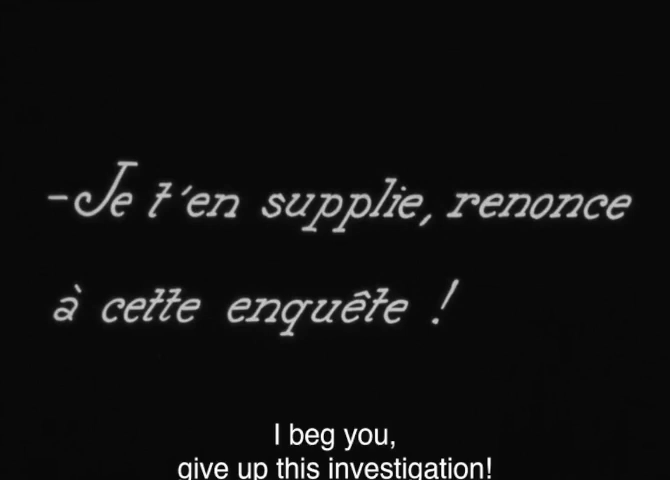 -Je t'en supplie, renonce
à cette enquête !
I beg you,
give up this investigation!